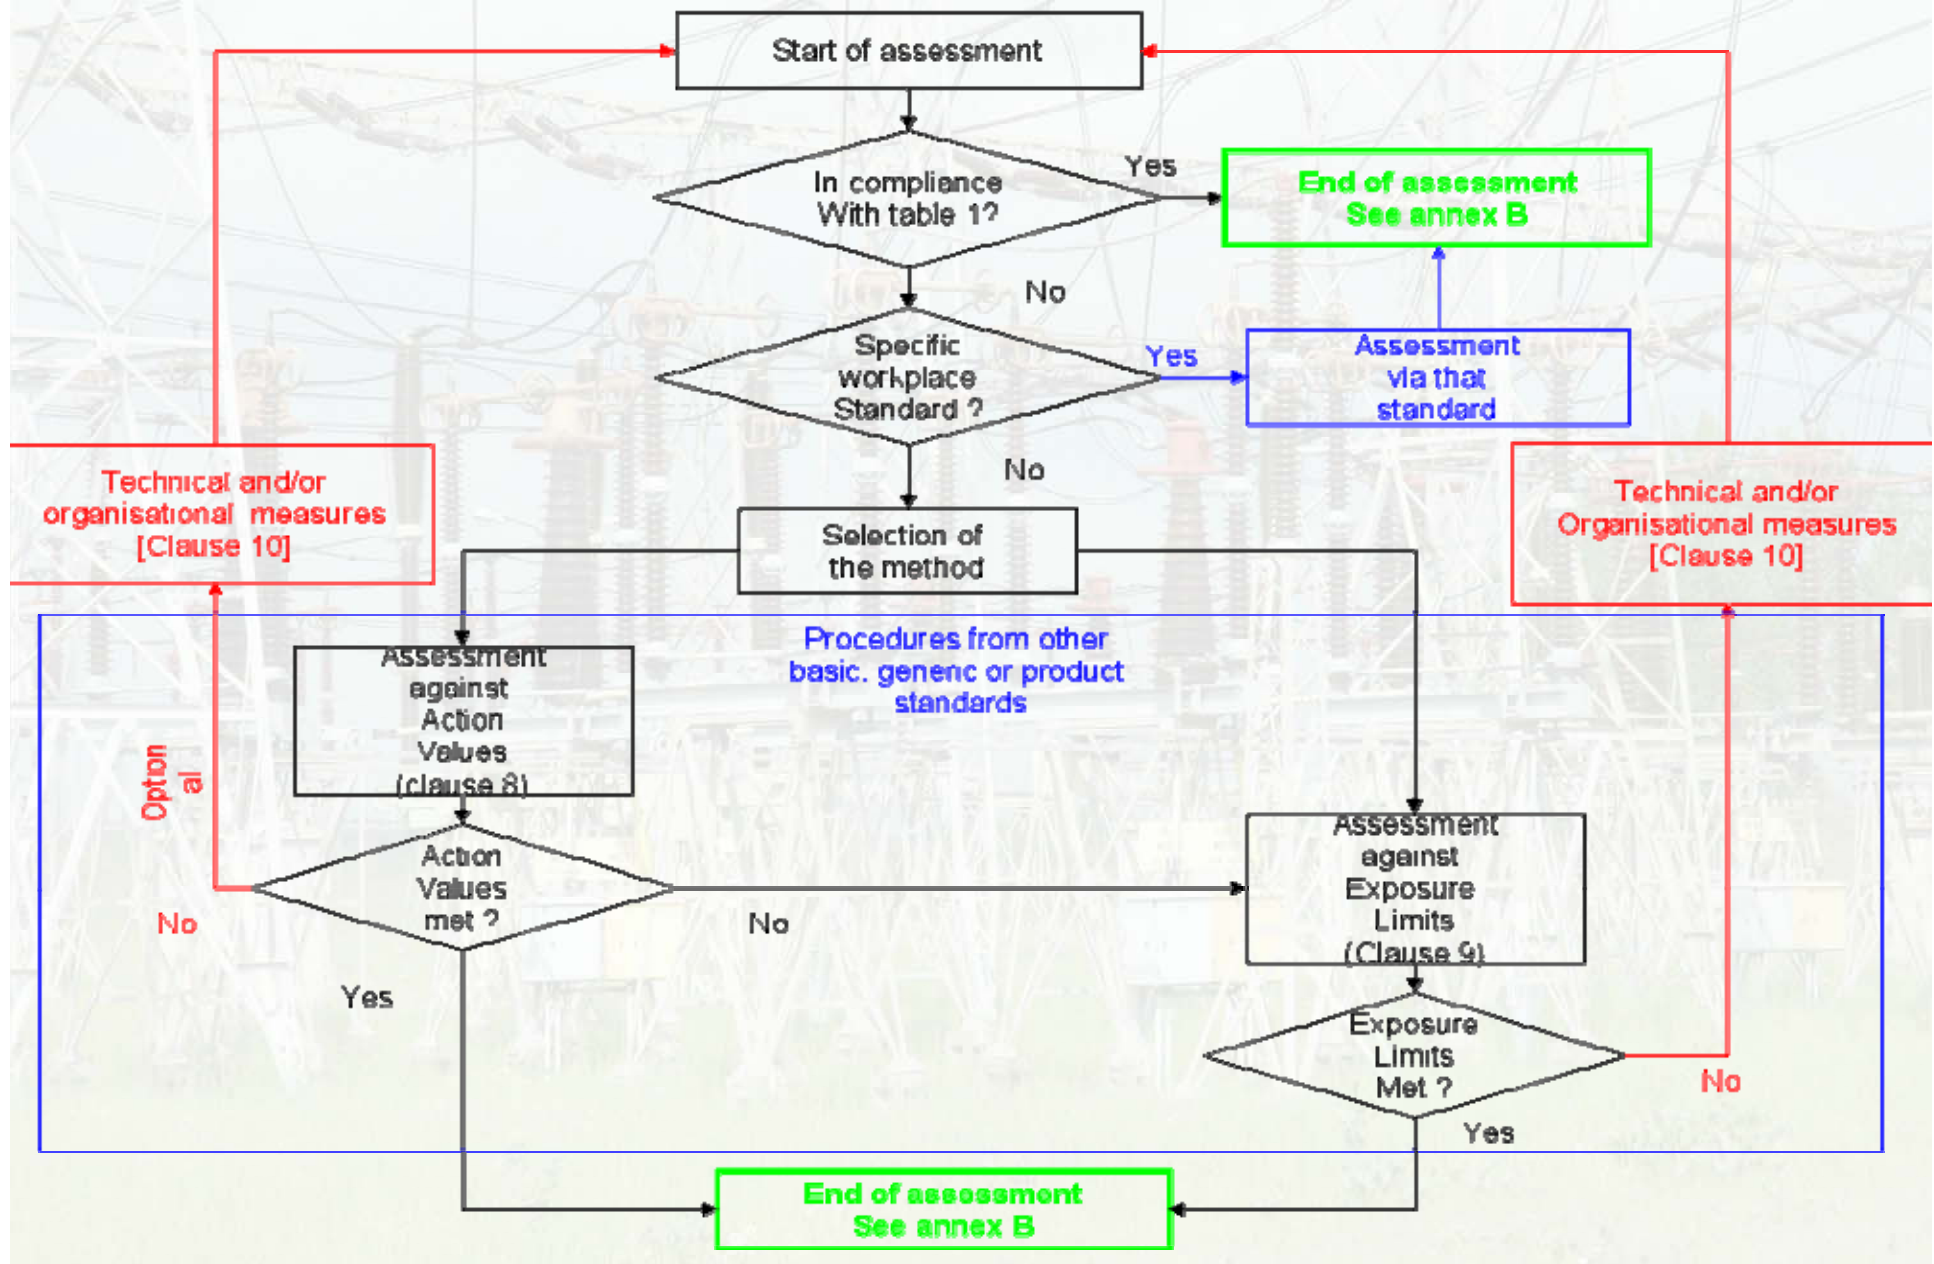 Start of assessment
In compliance
With table 1?
Yes
End of assessment
See annex B
No
Specific
workplace
Standard ?
Yes
Assessment
via that
standard
No
Technical and/or
organisational measures
[Clause 10]
Technical and/or
Organisational measures
[Clause 10]
Selection of
the method
Procedures from other
basic. generic or product
standards
Assessment
against
Action
Values
(clause 8)
Option
al
Assessment
against
Exposure
Limits
(Clause 9)
Action
Values
met ?
No
No
Yes
Exposure
Limits
Met ?
No
Yes
End of assessment
See annex B